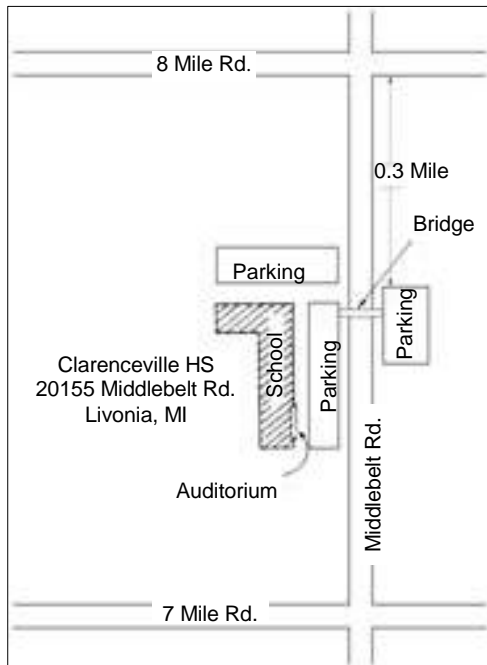 8 Mile Rd.
0.3 Mile
Bridge
Parking
Parking
School
Parking
Clarenceville HS
20155 Middlebelt Rd.
Livonia, MI
Auditorium
Middlebelt Rd.
7 Mile Rd.